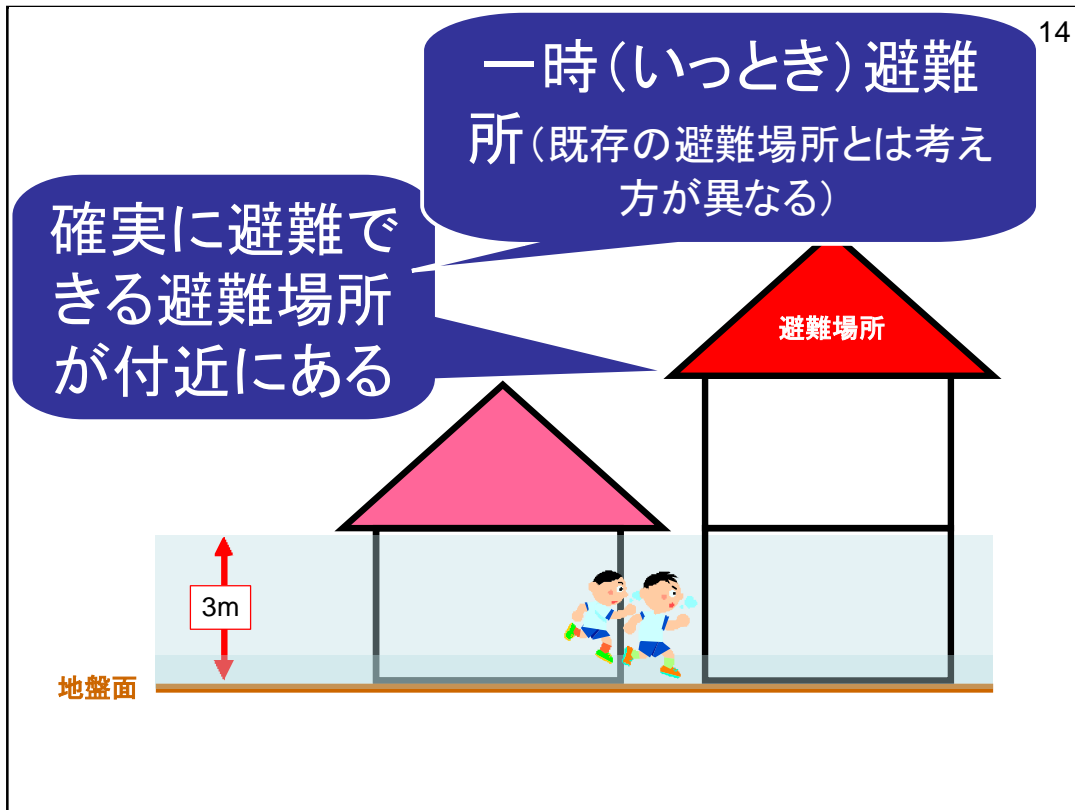 14
一時(いっとき)避難
所(既存の避難場所とは考え
方が異なる)
確実に避難で
きる避難場所
が付近にある
避難場所
3m
地盤面